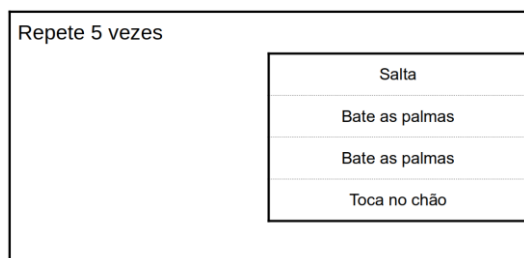 Repete 5 vezes
Salta
Bate as palmas
Bate as palmas
Toca no chão